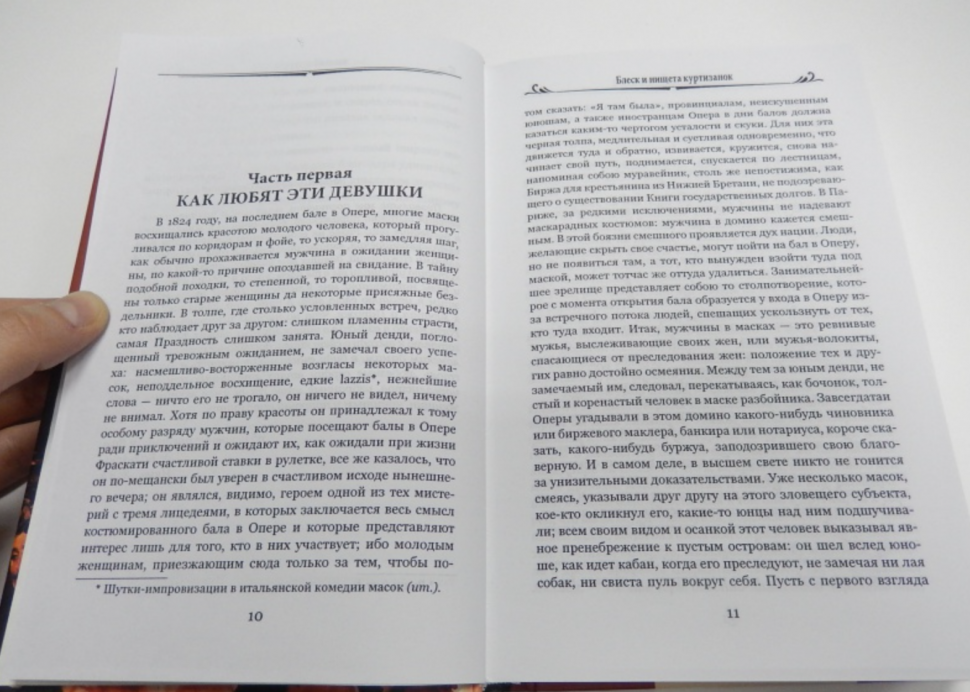 Часть первая
КАК ЛЮБЯТ ЭТИ ДЕВУШКИ
В 1824 году, на последнем бале в Опере, многие маски
восхищались красотою молодого человека, который прогу-
ливался по коридорам и фойе, то ускоряя, то замедляя шаг,
как обычно прохаживается мужчина в ожидании женщи-
ны, по какой-то причине опоздавшей на свидание. В тайну
подобной походки, то степенной, то торопливой, посвяще-
ны только старые женщины да некоторые присяжные без-
дельники. В толпе, где столько условленных встреч, редко
кто наблюдает друг за другом: слишком пламенны страсти,
самая Праздность слишком занята. Юный денди, погло-
щенный тревожным ожиданием, не замечал своего успе-
ха: насмешливо-восторженные возгласы некоторых ма-
сок, неподдельное восхищение, едкие lazzis*, нежнейшие
слова — ничто его не трогало, он ничего не видел, ничему
не внимал. Хотя по праву красоты он принадлежал к тому
особому разряду мужчин, которые посещают балы в Опере
ради приключений и ожидают их, как ожидали при жизни
Фраскати счастливой ставки в рулетке, все же казалось, что
он по-мещански был уверен в счастливом исходе нынешне-
го вечера; он являлся, видимо, героем одной из тех мисте-
рий с тремя лицедеями, в которых заключается весь смысл
костюмированного бала в Опере и которые представляют
интерес лишь для того, кто в них участвует; ибо молодым
женщинам, приезжающим сюда только за тем, чтобы по-
* Шутки-импровизации в итальянской комедии масок (ит.).
10
Блеск и нищета куртизанок
том сказать: «Я там была», провинциалам, неискушенным
юношам, а также иностранцам Опера в дни балов должна
казаться каким-то чертогом усталости и скуки. Для них эта
черная толпа, медлительная и суетливая одновременно, что
движется туда и обратно, извивается, кружится, снова на-
чинает свой путь, поднимается, спускается по лестницам,
напоминая собою муравейник, столь же непостижима, как
Биржа для крестьянина из Нижней Бретани, не подозреваю-
щего о существовании Книги государственных долгов. В Па-
риже, за редкими исключениями, мужчины не надевают
маскарадных костюмов: мужчина в домино кажется смеш-
ным. В этой боязни смешного проявляется дух нации. Люди,
желающие скрыть свое счастье, могут пойти на бал в Оперу,
но не появиться там, а тот, кто вынужден взойти туда под
маской, может тотчас же оттуда удалиться. Занимательней-
шее зрелище представляет собою то столпотворение, кото-
рое с момента открытия бала образуется у входа в Оперу из-
за встречного потока людей, спешащих ускользнуть от тех,
кто туда входит. Итак, мужчины в масках — это ревнивые
мужья, выслеживающие своих жен, или мужья-волокиты,
спасающиеся от преследования жен: положение тех и дру-
гих равно достойно осмеяния. Между тем за юным денди, не
замечаемый им, следовал, перекатываясь, как бочонок, тол-
стый и коренастый человек в маске разбойника. Завсегдатаи
Оперы угадывали в этом домино какого-нибудь чиновника
или биржевого маклера, банкира или нотариуса, короче ска-
зать, какого-нибудь буржуа, заподозрившего свою благо-
верную. И в самом деле, в высшем свете никто не гонится
за унизительными доказательствами. Уже несколько масок,
смеясь, указывали друг другу на этого зловещего субъекта,
кое-кто окликнул его, какие-то юнцы над ним подшучива-
ли; всем своим видом и осанкой этот человек выказывал яв-
ное пренебрежение к пустым островам: он шел вслед юно-
ше, как идет кабан, когда его преследуют, не замечая ни лая
собак, ни свиста пуль вокруг себя. Пусть с первого взгляда
11